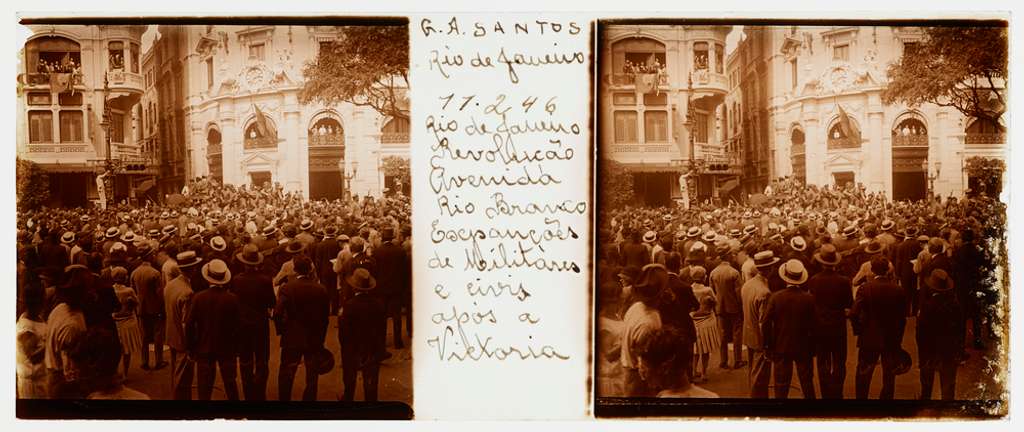 G. A. SANTOS
Rio de Janeiro
11.2 46
Rio de Janeiro
Revolução
Avenida
Rio Branco
Expanções
de Militares
e civis
apos a
Victoria